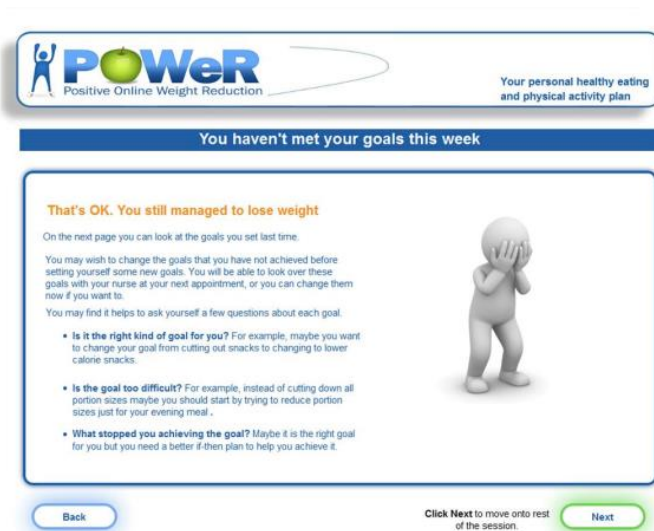 POWeR
Positive Online Weight Reduction
Your personal healthy eating
and physical activity plan
You haven't met your goals this week
That's OK. You still managed to lose weight
On the next page you can look at the goals you set last time.
You may wish to change the goals that you have not achieved before
setting yourself some new goals. You will be able to look over these
goals with your nurse at your next appointment, or you can change them
now if you want to.
You may find it helps to ask yourself a few questions about each goal.
• Is it the right kind of goal for you? For example, maybe you want
to change your goal from cutting out snacks to changing to lower
calorie snacks.
• Is the goal too difficult? For example, instead of cutting down all
portion sizes maybe you should start by trying to reduce portion
sizes just for your evening meal .
• What stopped you achieving the goal? Maybe it is the right goal
for you but you need a better if-then plan to help you achieve it.
Back
Click Next to move onto rest
of the session.
Next